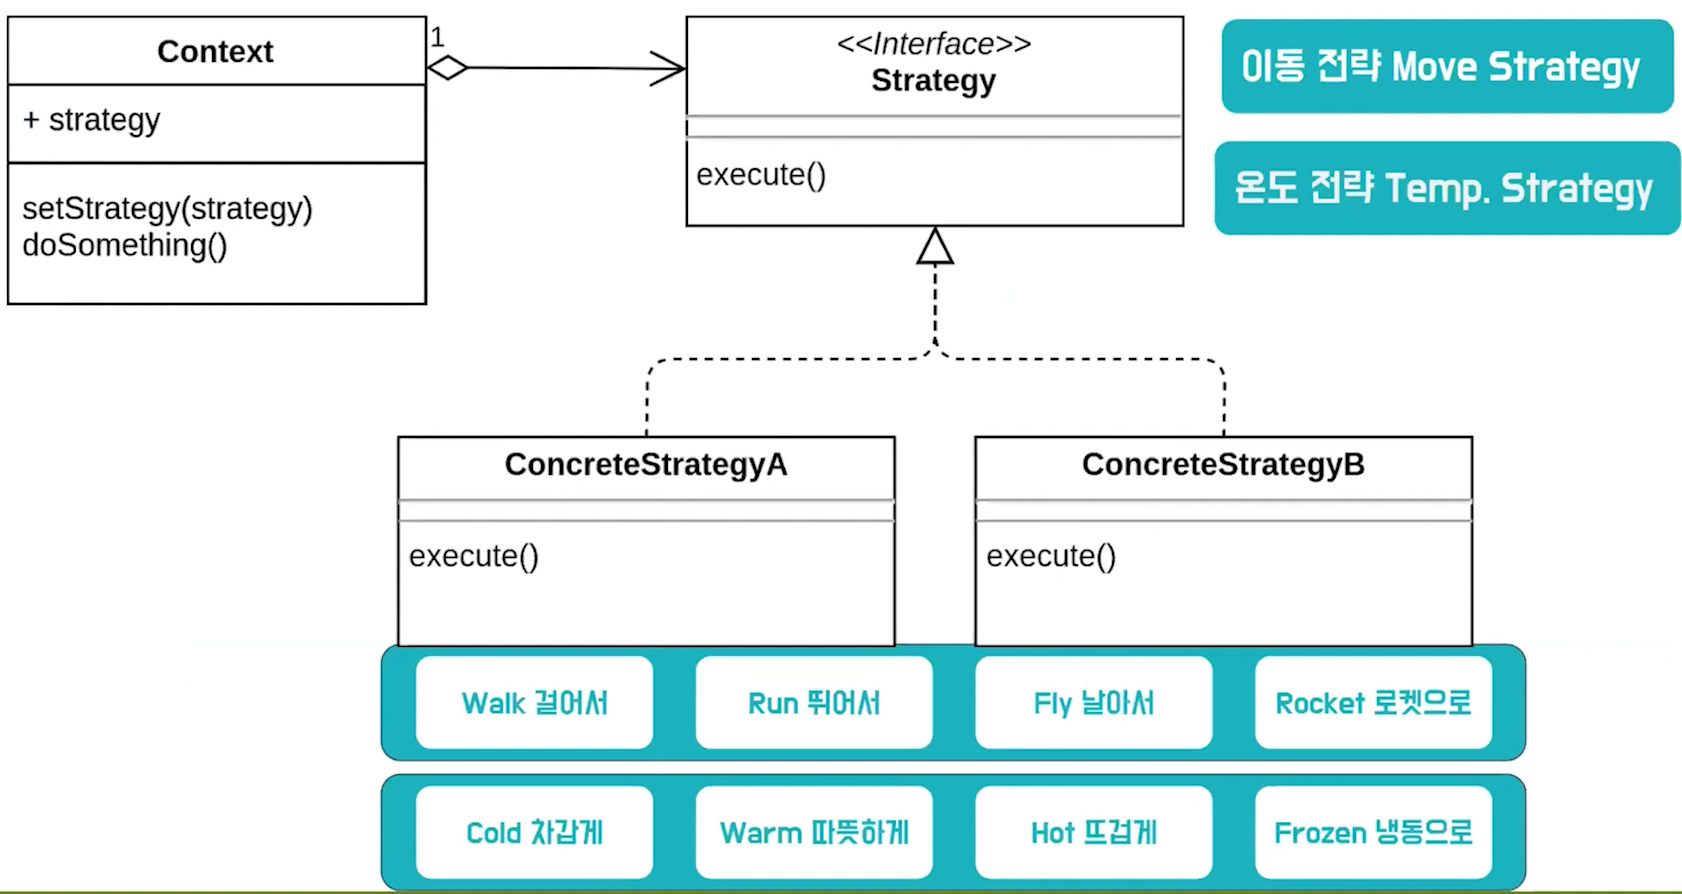 Context
+ strategy
setStrategy(strategy)
doSomething()
1
<<Interface>>
Strategy
execute()
이동 전략 Move Strategy
온도 전략 Temp. Strategy
ConcreteStrategyA
execute()
ConcreteStrategyB
execute()
Walk 걸어서
Run 뛰어서
Fly 날아서
Rocket 로켓으로
Cold 차갑게
Warm 따뜻하게
Hot 뜨겁게
Frozen 냉동으로